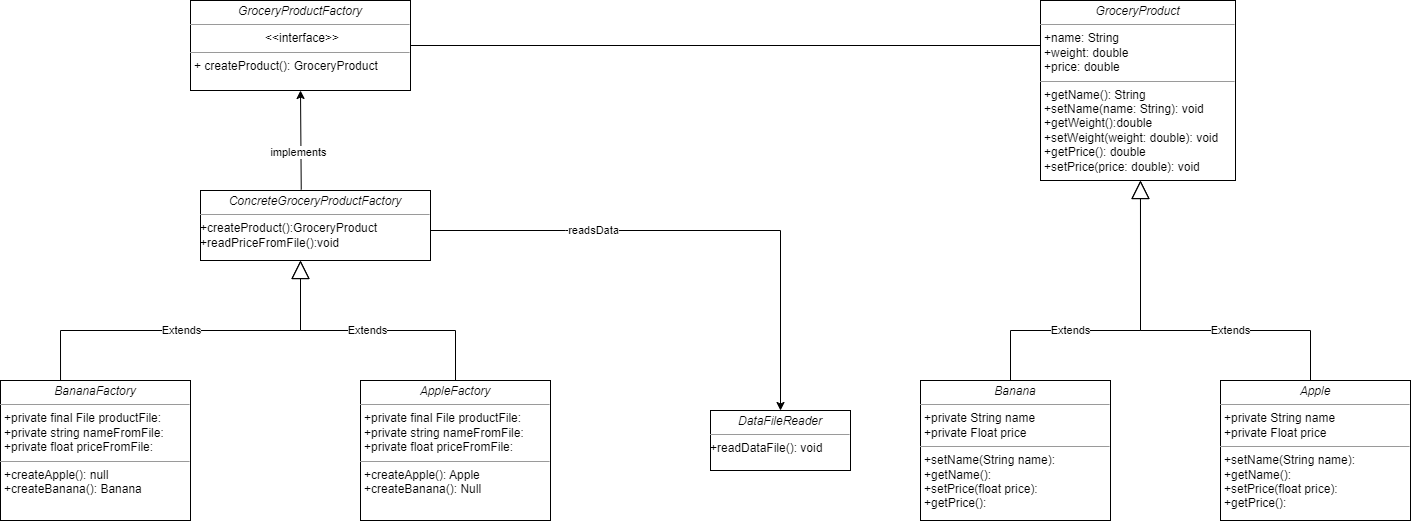 GroceryProductFactory
<<interface>>
+ createProduct(): GroceryProduct
GroceryProduct
+name: String
+weight: double
+price: double
+getName(): String
+setName(name: String): void
+getWeight():double
+setWeight(weight: double): void
+getPrice(): double
+setPrice(price: double): void
implements
ConcreteGroceryProductFactory
+createProduct():GroceryProduct
+readPriceFromFile():void
readsData
Extends
Extends
Extends
Extends
BananaFactory
+private final File productFile:
+private string nameFromFile:
+private float priceFromFile:
+createApple(): null
+createBanana(): Banana
AppleFactory
+private final File productFile:
+private string nameFromFile:
+private float priceFromFile:
+createApple(): Apple
+createBanana(): Null
DataFileReader
+readDataFile(): void
Banana
+private String name
+private Float price
+setName(String name):
+getName():
+setPrice(float price):
+getPrice():
Apple
+private String name
+private Float price
+setName(String name):
+getName():
+setPrice(float price):
+getPrice():